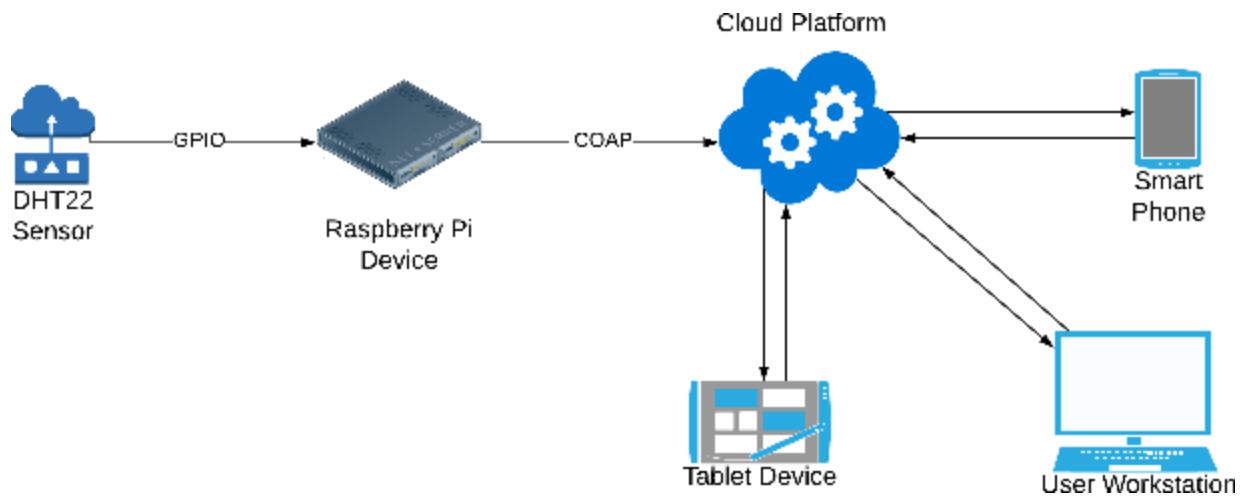 Cloud Platform
GPIO
COAP
DHT22
Sensor
Raspberry Pi
Device
Smart
Phone
Tablet Device
User Workstation